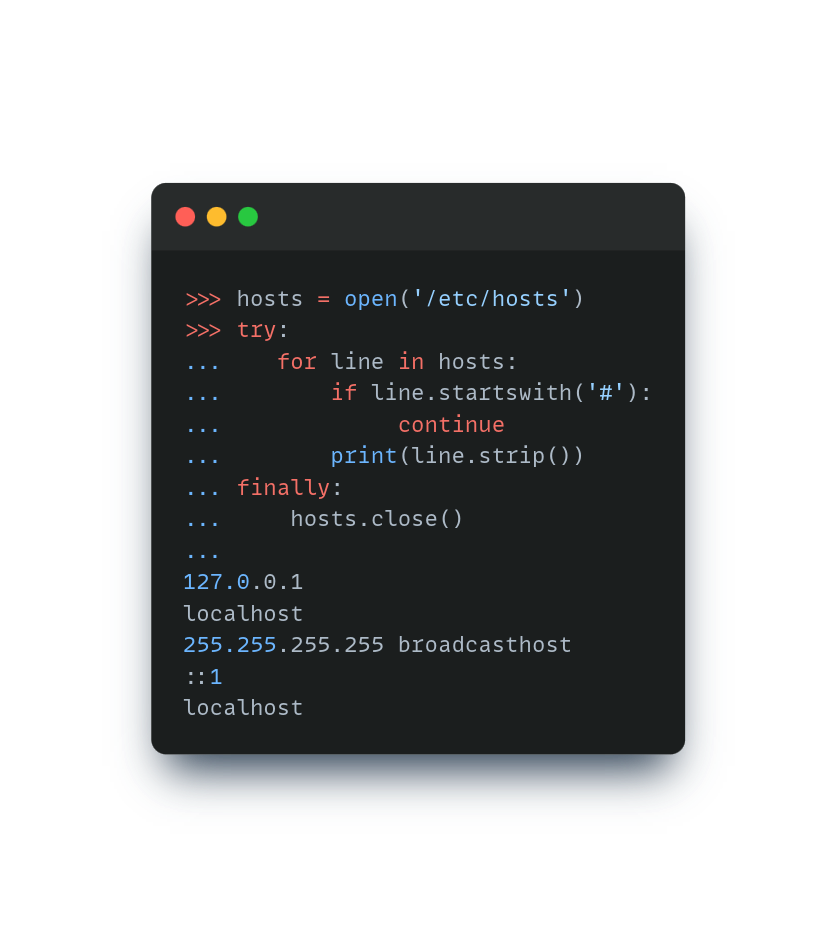 >>> hosts = open('/etc/hosts')
>>> try:
...    for line in hosts:
...        if line.startswith('#'):
...             continue
...        print(line.strip())
... finally:
...     hosts.close()
...
127.0.0.1
localhost
255.255.255.255 broadcasthost
::1
localhost